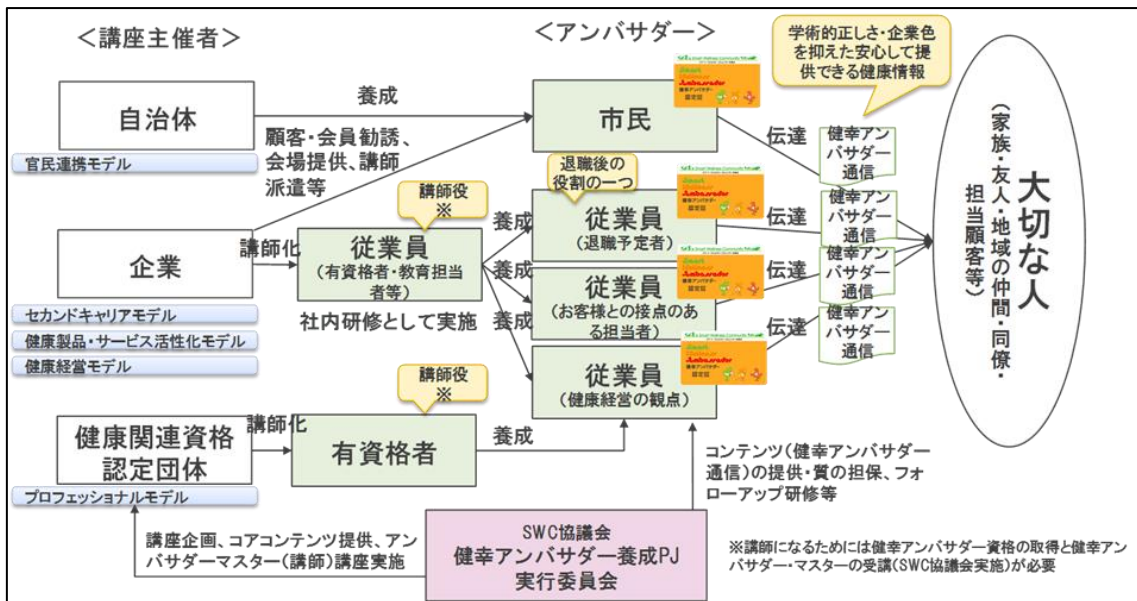 ＜講座主催者＞
＜アンバサダー＞
学術的正しさ・企業色
を抑えた安心して提
供できる健康情報
自治体
官民連携モデル
養成
顧客・会員勧誘、
会場提供、講師
派遣等
市民
伝達
健幸アン
バサダー
通信
大切な人
（家族・友人・地域の仲間・同僚・
担当顧客等）
企業
セカンドキャリアモデル
健康製品・サービス活性化モデル
健康経営モデル
講師化
講師役
※
従業員
(有資格者・教育担当
者等)
社内研修として実施
養成
退職後の
役割の一つ
従業員
(退職予定者)
伝達
健幸アン
バサダー
通信
養成
従業員
(お客様との接点のあ
る担当者)
伝達
健幸アン
バサダー
通信
養成
従業員
(健康経営の観点)
伝達
健幸アン
バサダー
通信
健康関連資格
認定団体
プロフェッショナルモデル
講師化
講師役
※
有資格者
養成
コンテンツ(健幸アンバサダー
通信)の提供・質の担保、フォ
ローアップ研修等
講座企画、コアコンテンツ提供、アン
バサダーマスター(講師)講座実施
SWC協議会
健幸アンバサダー養成PJ
実行委員会
※講師になるためには健幸アンバサダー資格の取得と健幸アン
バサダー・マスターの受講(SWC協議会実施)が必要